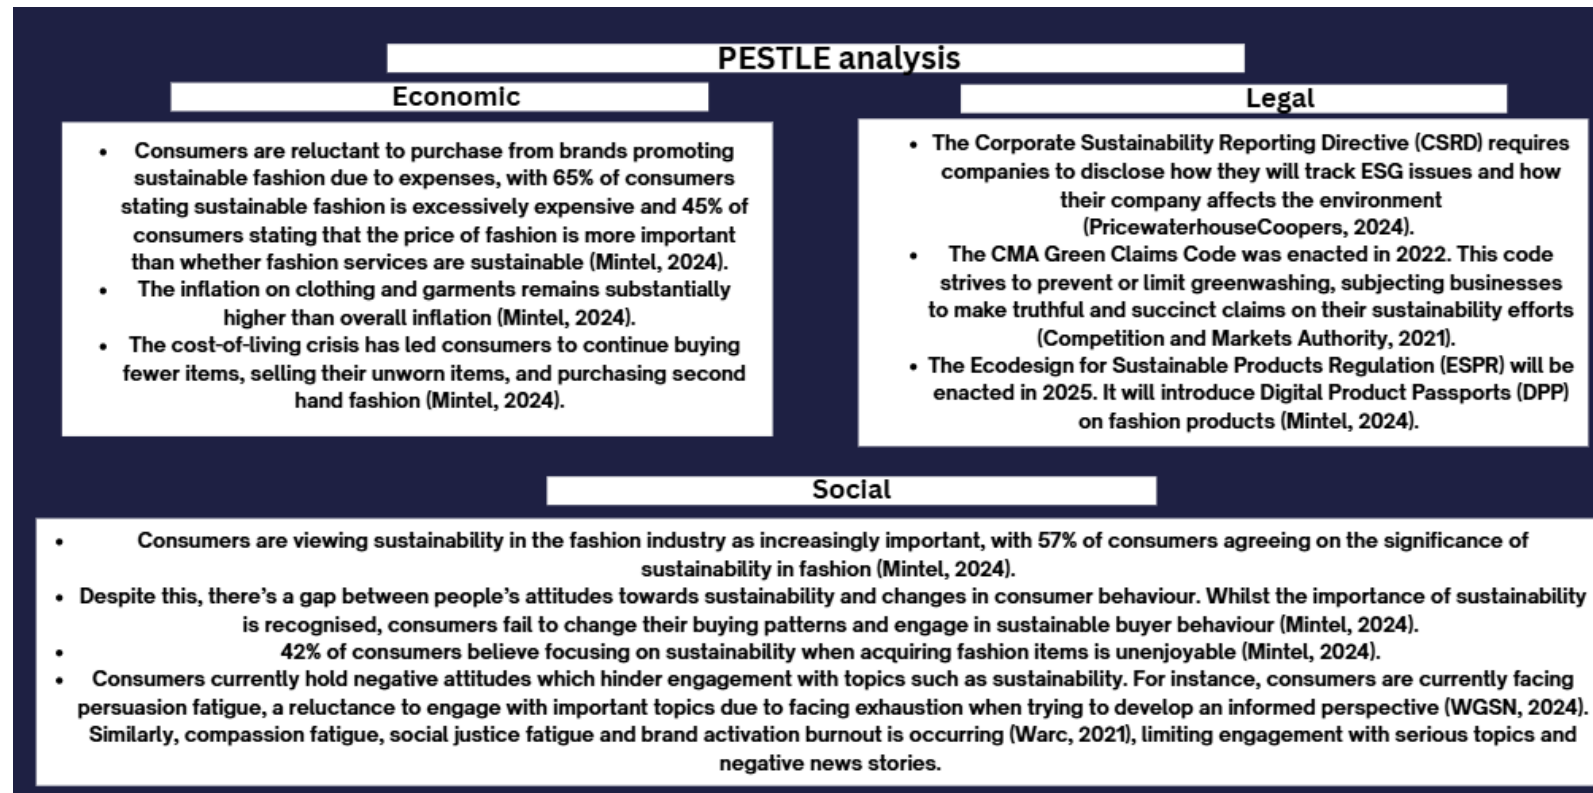 PESTLE analysis
Economic
• Consumers are reluctant to purchase from brands promoting
sustainable fashion due to expenses, with 65% of consumers
stating sustainable fashion is excessively expensive and 45% of
consumers stating that the price of fashion is more important
than whether fashion services are sustainable (Mintel, 2024).
• The inflation on clothing and garments remains substantially
higher than overall inflation (Mintel, 2024).
• The cost-of-living crisis has led consumers to continue buying
fewer items, selling their unworn items, and purchasing second
hand fashion (Mintel, 2024).
Legal
• The Corporate Sustainability Reporting Directive (CSRD) requires
companies to disclose how they will track ESG issues and how
their company affects the environment
(PricewaterhouseCoopers, 2024).
• The CMA Green Claims Code was enacted in 2022. This code
strives to prevent or limit greenwashing, subjecting businesses
to make truthful and succinct claims on their sustainability efforts
(Competition and Markets Authority, 2021).
• The Ecodesign for Sustainable Products Regulation (ESPR) will be
enacted in 2025. It will introduce Digital Product Passports (DPP)
on fashion products (Mintel, 2024).
Social
• Consumers are viewing sustainability in the fashion industry as increasingly important, with 57% of consumers agreeing on the significance of
sustainability in fashion (Mintel, 2024).
• Despite this, there's a gap between people's attitudes towards sustainability and changes in consumer behaviour. Whilst the importance of sustainability
is recognised, consumers fail to change their buying patterns and engage in sustainable buyer behaviour (Mintel, 2024).
• 42% of consumers believe focusing on sustainability when acquiring fashion items is unenjoyable (Mintel, 2024).
• Consumers currently hold negative attitudes which hinder engagement with topics such as sustainability. For instance, consumers are currently facing
persuasion fatigue, a reluctance to engage with important topics due to facing exhaustion when trying to develop an informed perspective (WGSN, 2024).
Similarly, compassion fatigue, social justice fatigue and brand activation burnout is occurring (Warc, 2021), limiting engagement with serious topics and
negative news stories.